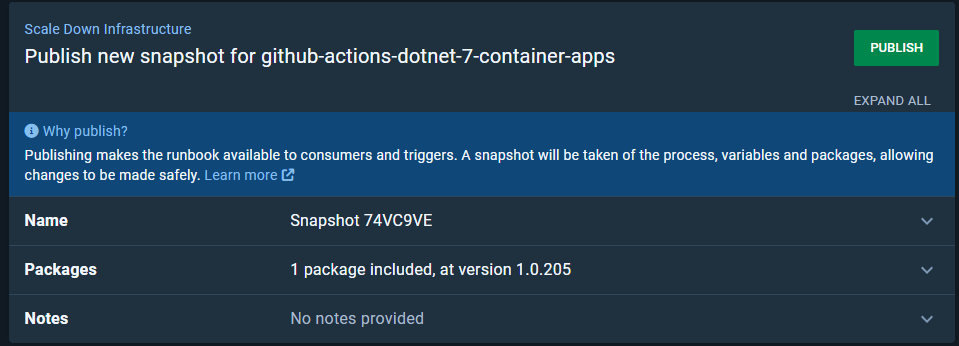 Scale Down Infrastructure
Publish new snapshot for github-actions-dotnet-7-container-apps
PUBLISH
EXPAND ALL
Why publish?
Publishing makes the runbook available to consumers and triggers. A snapshot will be taken of the process, variables and packages, allowing
changes to be made safely. Learn more
Name Snapshot 74VC9VE
Packages 1 package included, at version 1.0.205
Notes No notes provided